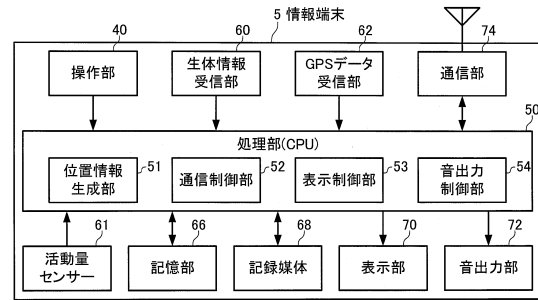 5 情報端末
40
60
62
74
操作部
生体情報
受信部
GPSデータ
受信部
通信部
50
処理部(CPU)
位置情報
生成部
51
通信制御部
52
表示制御部
53
音出力
制御部
54
61
66
68
70
72
活動量
センサー
記憶部
記録媒体
表示部
音出力部